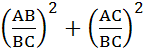 (AB/BC)² + (AC/BC)²